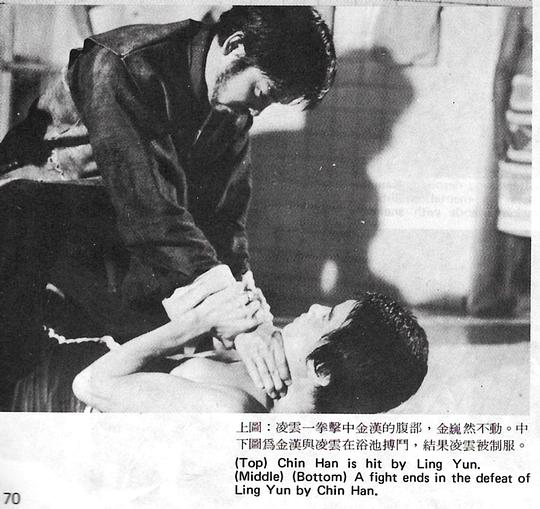 上圖：凌雲一拳擊中金漢的腹部，金巍然不動。中
下圖爲金漢與凌雲在浴池搏鬥，結果凌雲被制服。
(Top) Chin Han is hit by Ling Yun.
(Middle) (Bottom) A fight ends in the defeat of
Ling Yun by Chin Han.
70